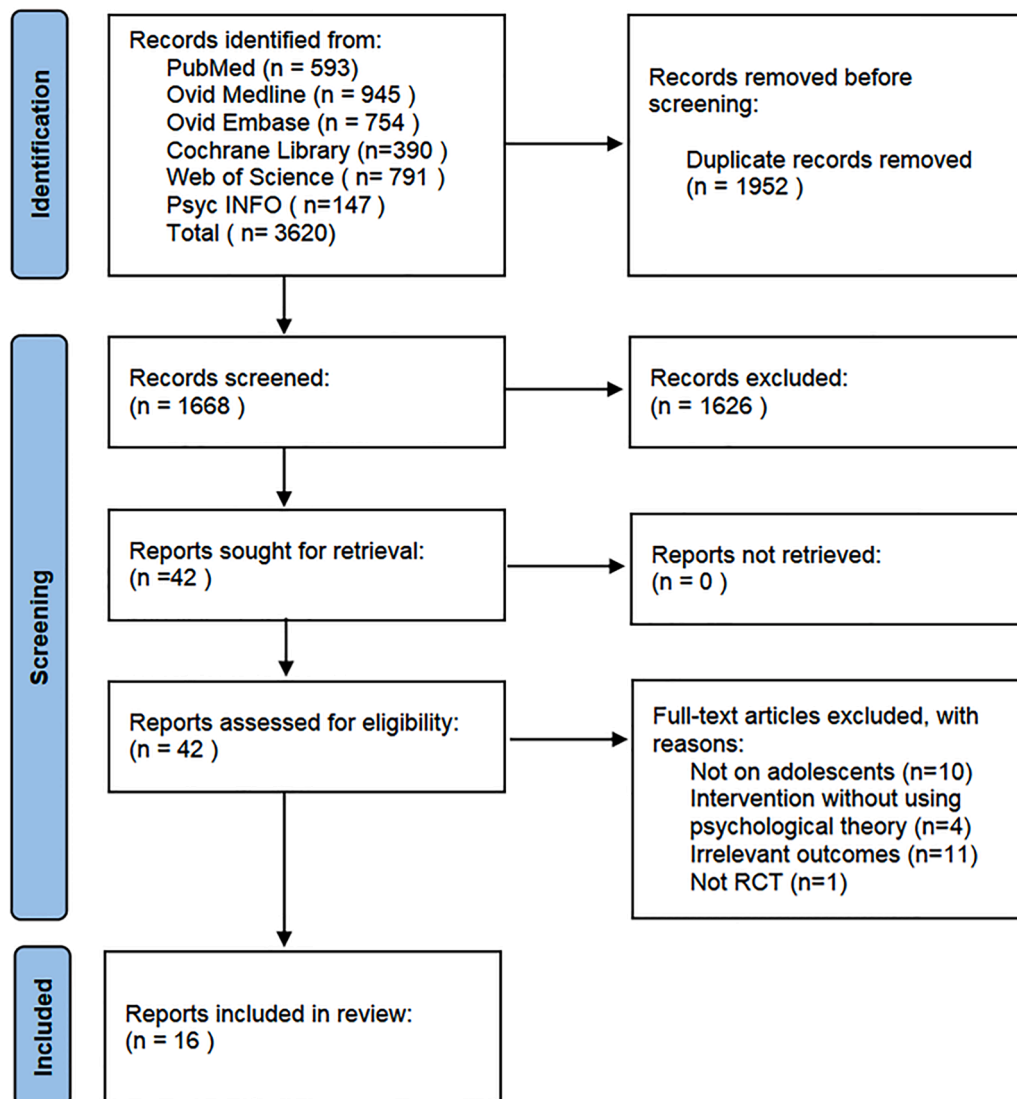 Identification
Records identified from:
PubMed (n = 593)
Ovid Medline (n = 945 )
Ovid Embase (n = 754 )
Cochrane Library (n=390 )
Web of Science ( n= 791 )
Psyc INFO ( n=147 )
Total ( n= 3620)
Records removed before
screening:
Duplicate records removed
(n = 1952 )
Screening
Records screened:
(n = 1668 )
Records excluded:
(n = 1626 )
Reports sought for retrieval:
(n =42 )
Reports not retrieved:
(n = 0 )
Reports assessed for eligibility:
(n = 42 )
Full-text articles excluded, with
reasons:
Not on adolescents (n=10)
Intervention without using
psychological theory (n=4)
Irrelevant outcomes (n=11)
Not RCT (n=1)
Included
Reports included in review:
(n = 16 )